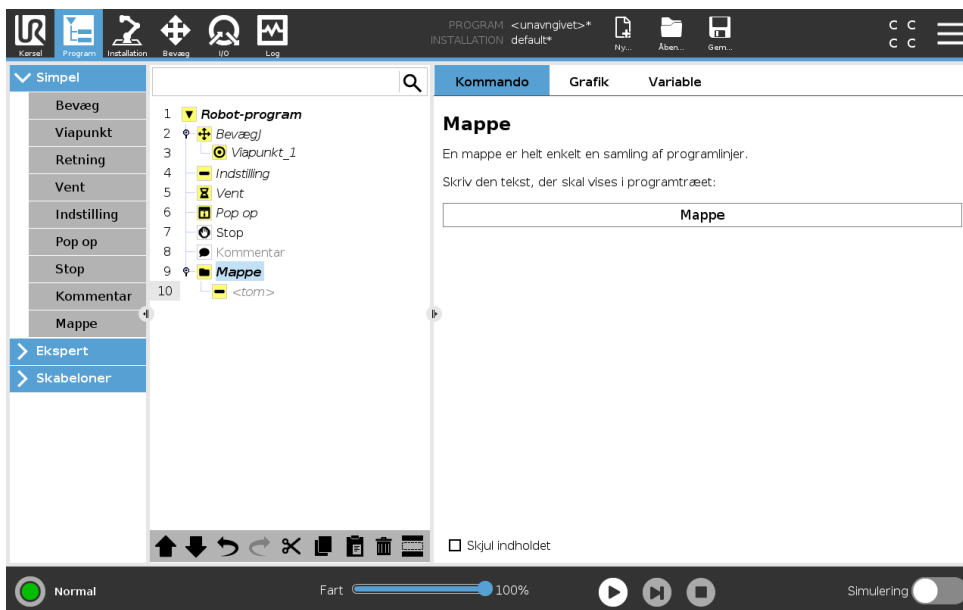 UR
PROGRAM <unavngivet>*
INSTALLATION default*
Kørsel Program Installation Bevæg I/O Log
Ny... Åben... Gem...
C C
C C
Simpel
Bevæg
Viapunkt
Retning
Vent
Indstilling
Pop op
Stop
Kommentar
Mappe
Ekspert
Skabeloner
1 Robot-program
2 BevægJ
3 Viapunkt_1
4 Indstilling
5 Vent
6 Pop op
7 Stop
8 Kommentar
9 Mappe
10 <tom>
Kommando Grafik Variable
Mappe
En mappe er helt enkelt en samling af programlinjer.
Skriv den tekst, der skal vises i programtræet:
Mappe
Skjul indholdet
Normal
Fart 100%
Simulering